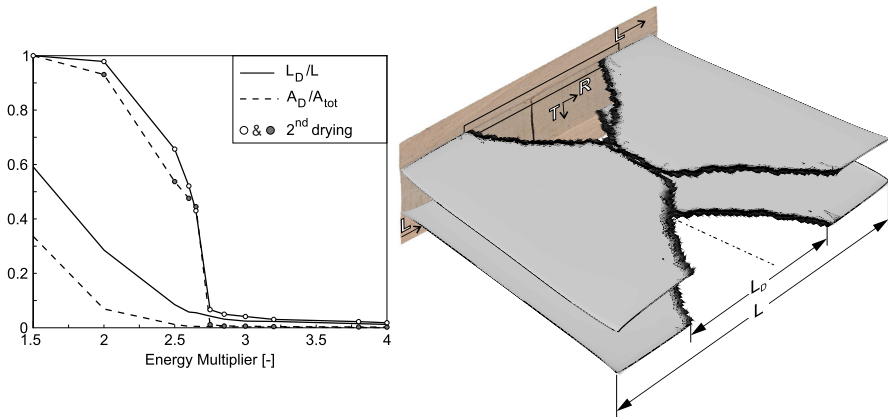 1
0.8
0.6
0.4
0.2
0
1.5
2
2.5
3
3.5
4
Energy Multiplier [-]
L_D/L
A_D/A_tot
& 2nd drying
L
R
T
L
L_D
L